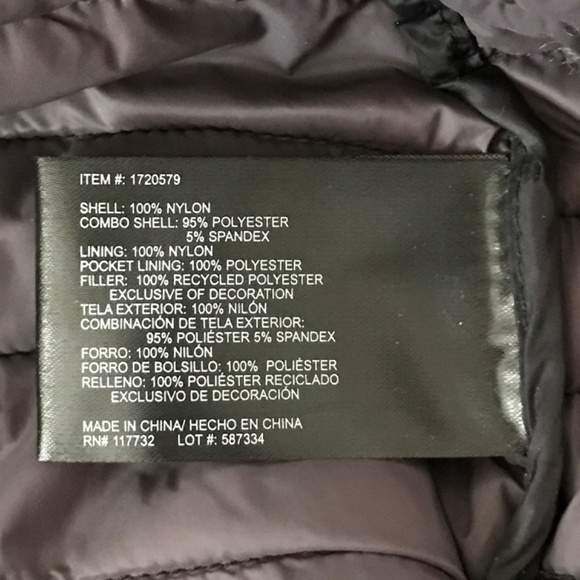 ITEM #: 1720579
SHELL: 100% NYLON
COMBO SHELL: 95% POLYESTER
5% SPANDEX
LINING: 100% NYLON
POCKET LINING: 100% POLYESTER
FILLER: 100% RECYCLED POLYESTER
EXCLUSIVE OF DECORATION
TELA EXTERIOR: 100% NILÓN
COMBINACIÓN DE TELA EXTERIOR:
95% POLIÉSTER 5% SPANDEX
FORRO: 100% NILÓN
FORRO DE BOLSILLO: 100% POLIÉSTER
RELLENO: 100% POLIÉSTER RECICLADO
EXCLUSIVO DE DECORACIÓN
MADE IN CHINA/ HECHO EN CHINA
RN# 117732 LOT #: 587334